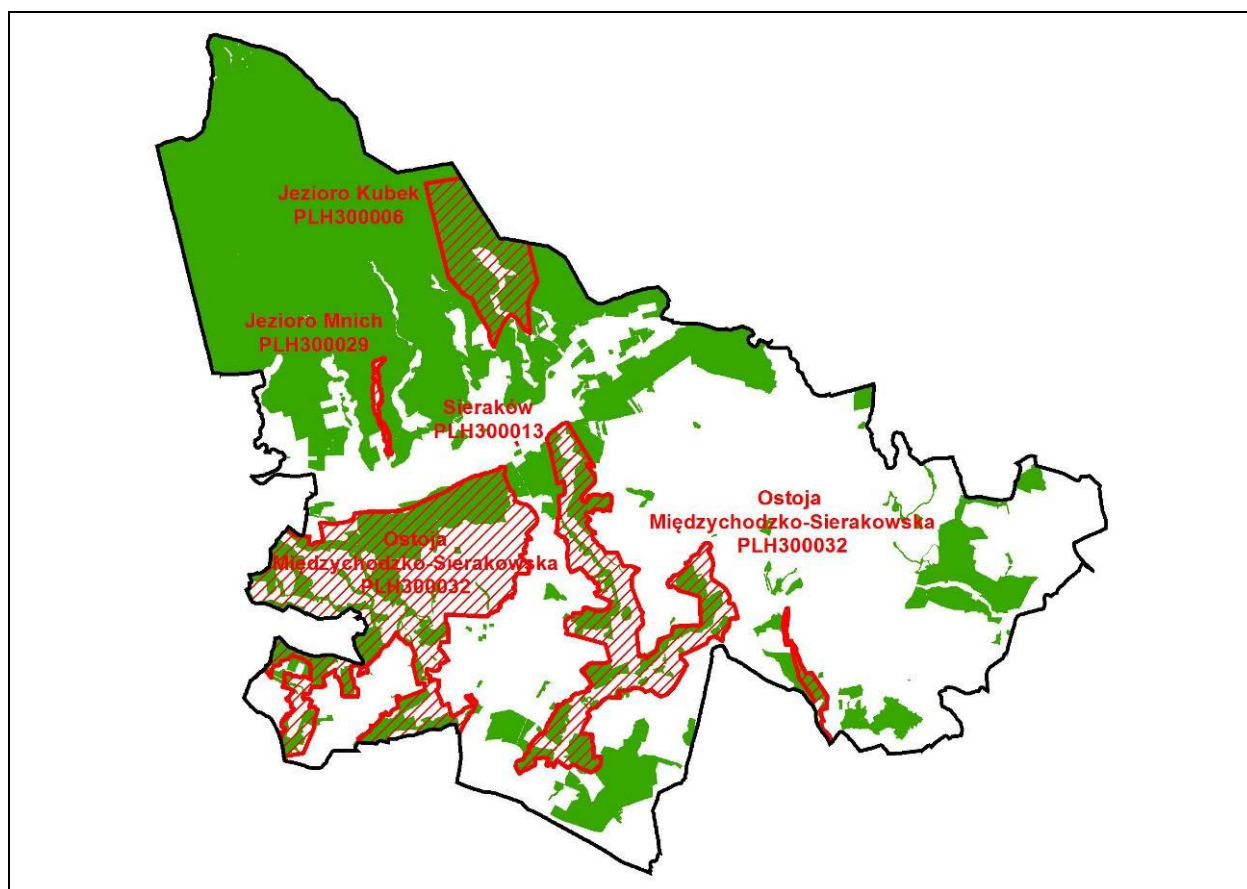 Jezioro Kubek
PLH300006
Jezioro Mnich
PLH300029
Sieraków
PLH300013
Ostoja
Międzychodzko-Sierakowska
PLH300032
Ostoja
Międzychodzko-Sierakowska
PLH300032